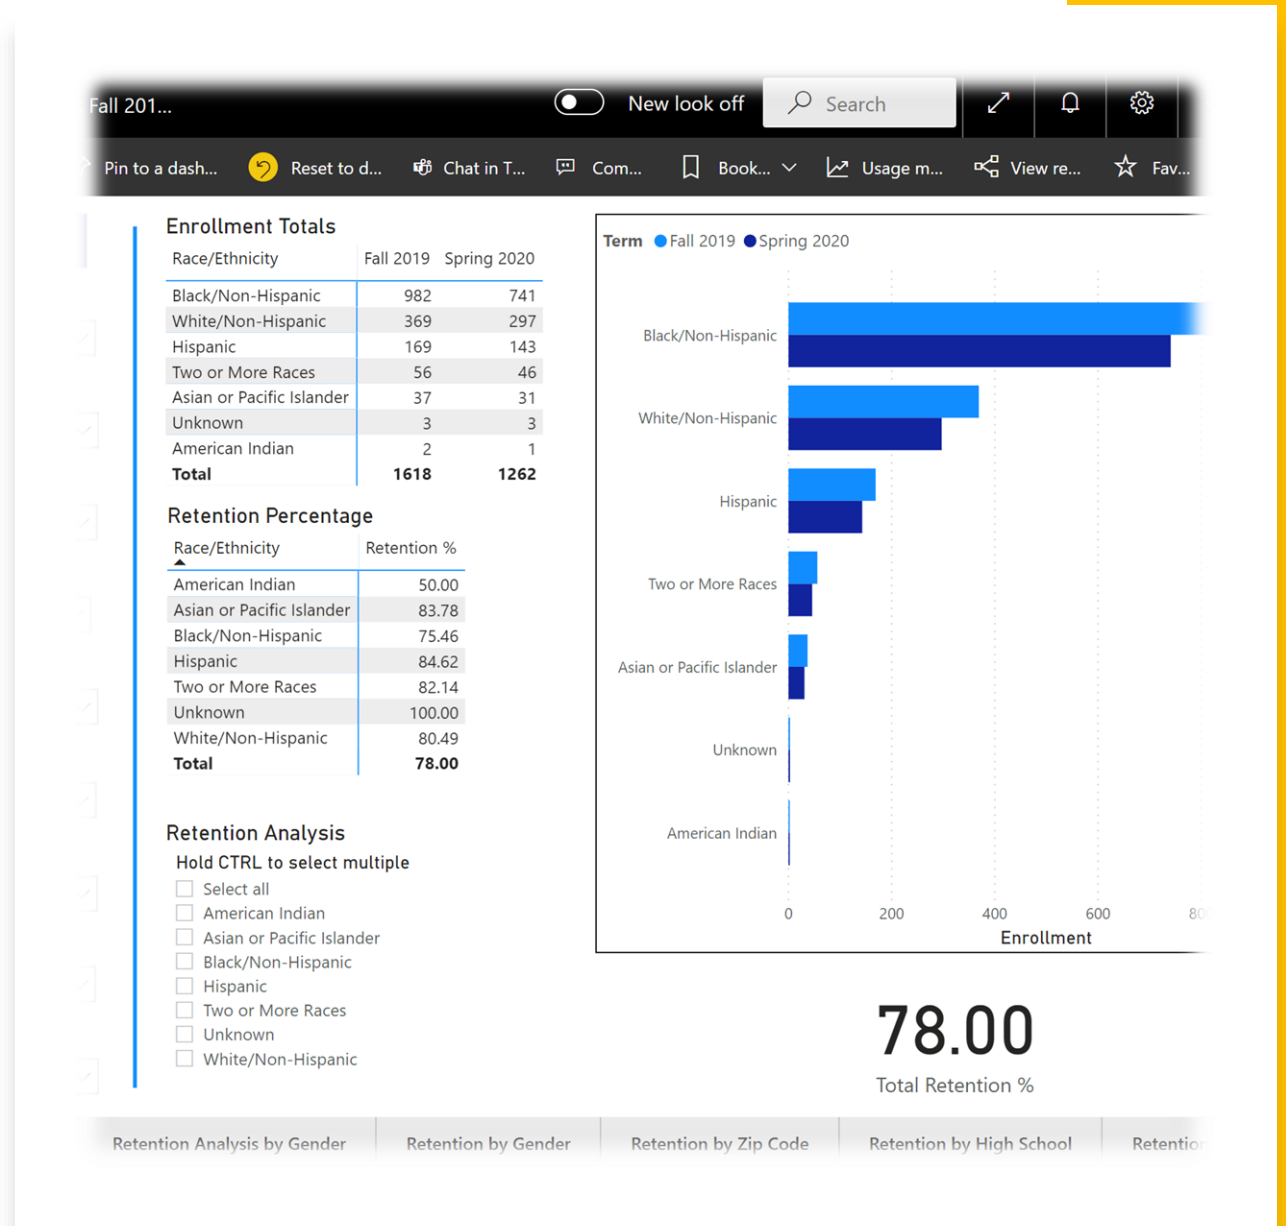 Fall 201...
New look off
Search
Pin to a dash...
Reset to d...
Chat in T...
Com...
Book...
Usage m...
View re...
Fav...
Enrollment Totals
Race/Ethnicity Fall 2019 Spring 2020
Black/Non-Hispanic 982 741
White/Non-Hispanic 369 297
Hispanic 169 143
Two or More Races 56 46
Asian or Pacific Islander 37 31
Unknown 3 3
American Indian 2 1
Total 1618 1262
Retention Percentage
Race/Ethnicity Retention %
American Indian 50.00
Asian or Pacific Islander 83.78
Black/Non-Hispanic 75.46
Hispanic 84.62
Two or More Races 82.14
Unknown 100.00
White/Non-Hispanic 80.49
Total 78.00
Retention Analysis
Hold CTRL to select multiple
Select all
American Indian
Asian or Pacific Islander
Black/Non-Hispanic
Hispanic
Two or More Races
Unknown
White/Non-Hispanic
Term Fall 2019 Spring 2020
Black/Non-Hispanic
White/Non-Hispanic
Hispanic
Two or More Races
Asian or Pacific Islander
Unknown
American Indian
0 200 400 600 800
Enrollment
78.00
Total Retention %
Retention Analysis by Gender
Retention by Gender
Retention by Zip Code
Retention by High School
Retention